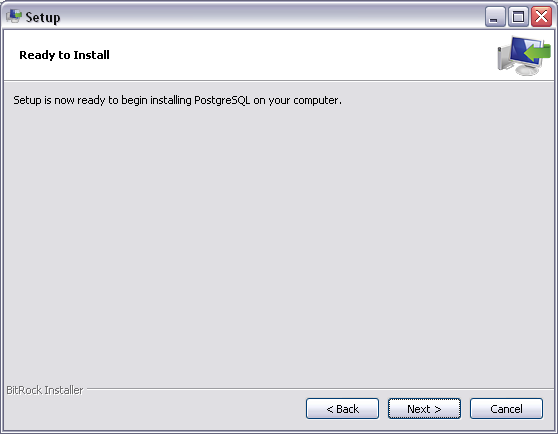 Setup
Ready to Install
Setup is now ready to begin installing PostgreSQL on your computer.
BitRock Installer
< Back
Next >
Cancel